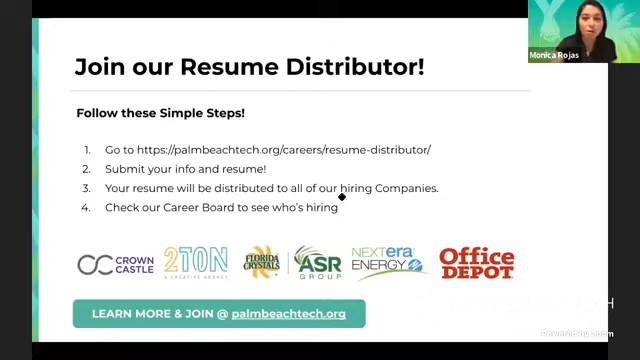 Join our Resume Distributor!
Follow these Simple Steps!
1. Go to https://palmbeachtech.org/careers/resume-distributor/
2. Submit your info and resume!
3. Your resume will be distributed to all of our hiring Companies.
4. Check our Career Board to see who's hiring
CROWN CASTLE
2TON
A CREATIVE AGENCY
FLORIDA CRYSTALS
ASR GROUP
NEXTera ENERGY
Office DEPOT
LEARN MORE & JOIN @ palmbeachtech.org
Monica Rojas
Powered by Zoom